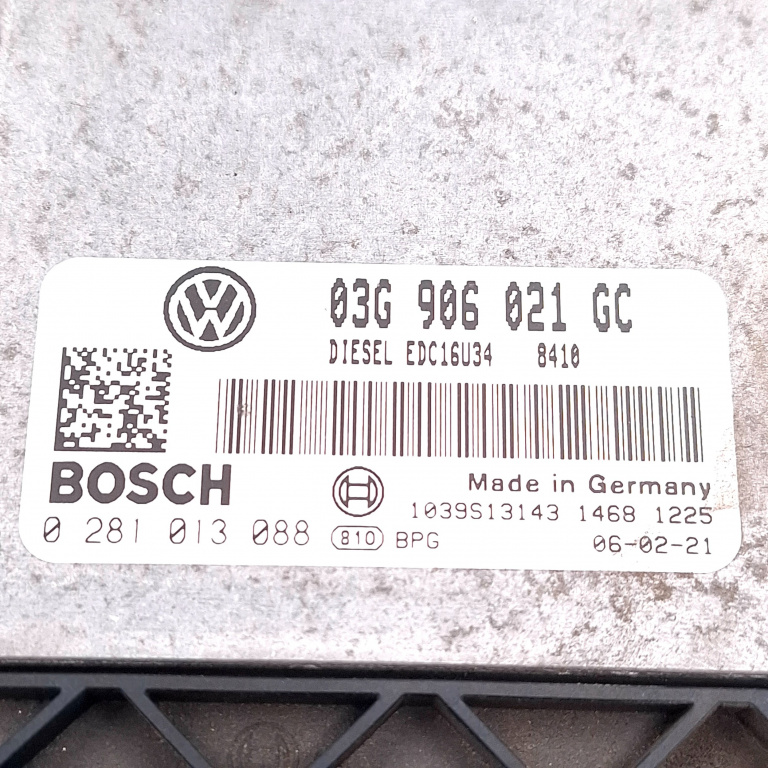 03G 906 021 GC
DIESEL EDC16U34 8410
BOSCH
Made in Germany
1039S13143 1468 1225
0 281 013 088 810 BPG 06-02-21